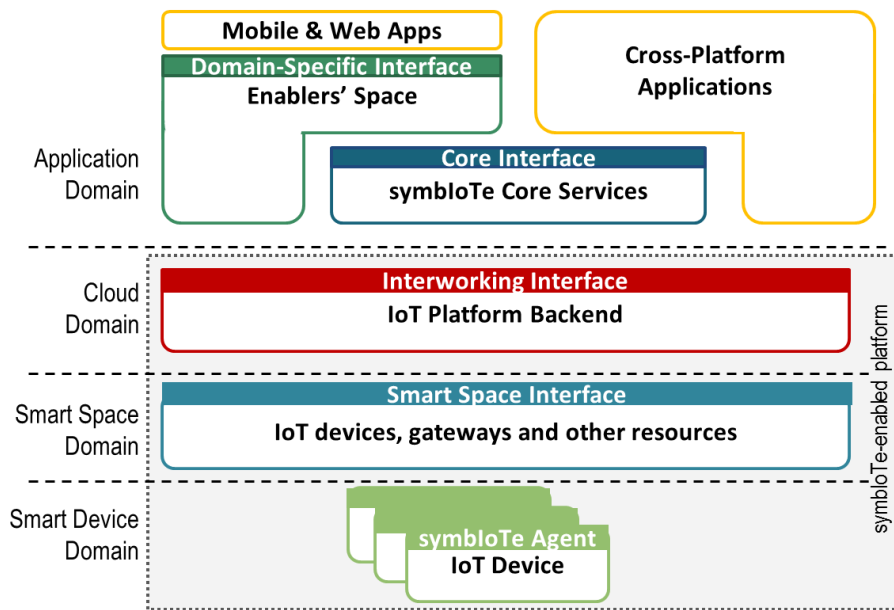 Mobile & Web Apps
Domain-Specific Interface
Enablers' Space
Cross-Platform
Applications
Application
Domain
Core Interface
symbIoTe Core Services
Cloud
Domain
Interworking Interface
IoT Platform Backend
Smart Space
Domain
Smart Space Interface
IoT devices, gateways and other resources
Smart Device
Domain
symbIoTe Agent
IoT Device
symbIoTe-enabled platform